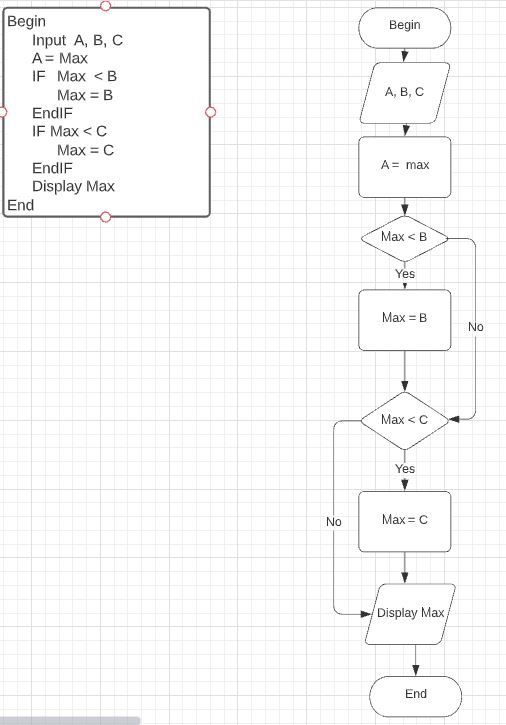 Begin
Input A, B, C
A = Max
IF Max < B
Max = B
EndIF
IF Max < C
Max = C
EndIF
Display Max
End
Begin
A, B, C
A = max
Max < B
Yes
Max = B
No
Max < C
Yes
No
Max = C
Display Max
End